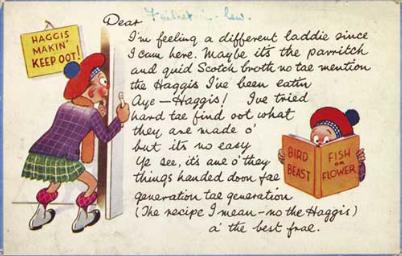 Dear
HAGGIS
MAKIN'
KEEP OOT!
I'm feeling a different laddie since
I cam here. Maybe it's the parritch
and guid Scotch broth no tae mention
the Haggis I've been eatin
Aye — Haggis! I've tried
hard tae find oot what
they are made o'
but its no easy
Ye see, it's ane o' they
things handed doon fae
generation tae generation
(The recipe I mean — no the Haggis)
a' the best frae.
BIRD
BEAST
FISH
OR
FLOWER